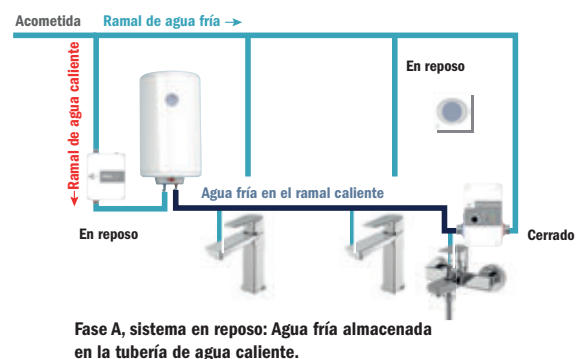 Acometida
Ramal de agua fría →
←Ramal de agua caliente
En reposo
Agua fría en el ramal caliente
En reposo
Cerrado
Fase A, sistema en reposo: Agua fría almacenada
en la tubería de agua caliente.